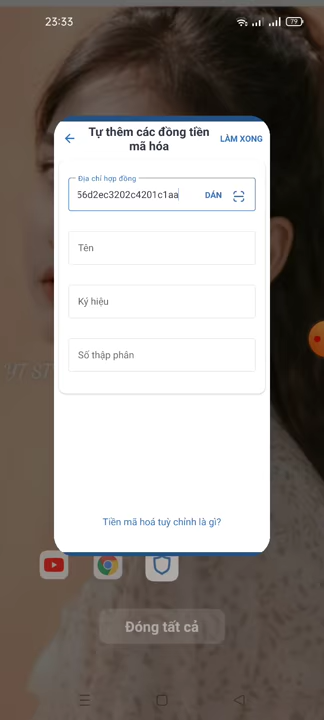 23:33
79
Tự thêm các đồng tiền
mã hóa
LÀM XONG
Địa chỉ hợp đồng
56d2ec3202c4201c1aa
DÁN
Tên
Ký hiệu
Số thập phân
Tiền mã hoá tuỳ chỉnh là gì?
Đóng tất cả